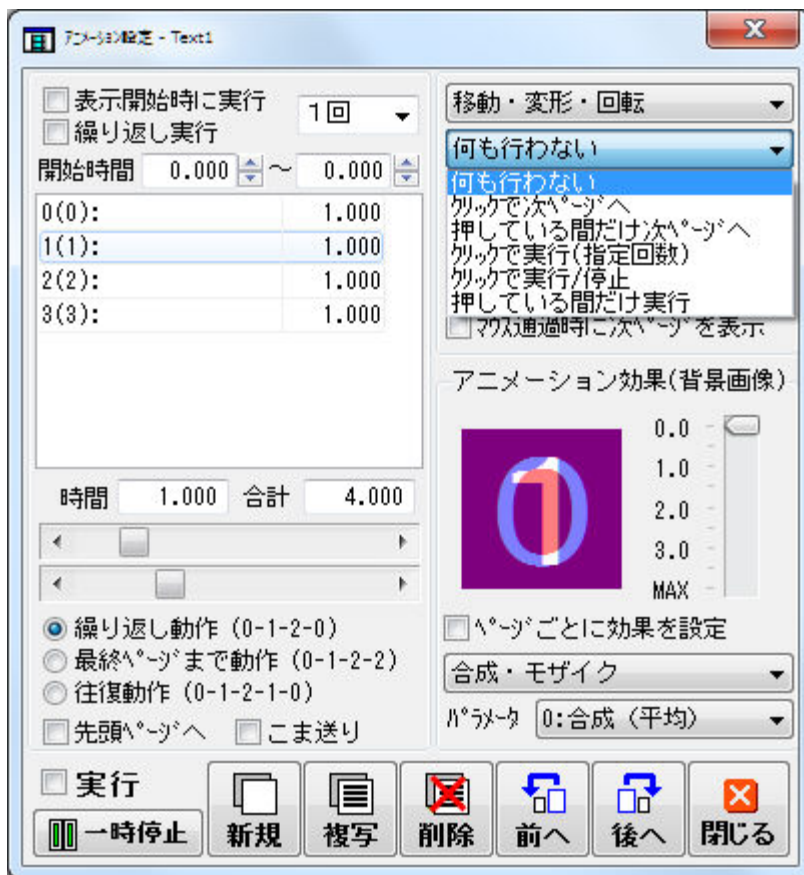 アニメーション設定 - Text1
表示開始時に実行
1回
繰り返し実行
開始時間 0.000 ～ 0.000
0(0): 1.000
1(1): 1.000
2(2): 1.000
3(3): 1.000
時間 1.000 合計 4.000
繰り返し動作 (0-1-2-0)
最終ページまで動作 (0-1-2-2)
往復動作 (0-1-2-1-0)
先頭ページへ こま送り
移動・変形・回転
何も行わない
何も行わない
クリックで次ページへ
押している間だけ次ページへ
クリックで実行(指定回数)
クリックで実行/停止
押している間だけ実行
マウス通過時に次ページを表示
アニメーション効果(背景画像)
0 1
0.0
1.0
2.0
3.0
MAX
ページごとに効果を設定
合成・モザイク
パラメータ 0:合成 (平均)
実行
一時停止
新規
複写
削除
前へ
後へ
閉じる